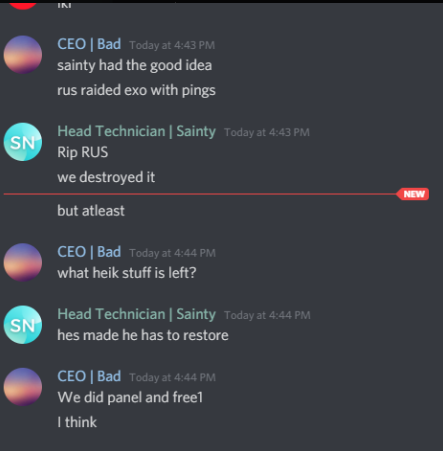 CEO | Bad Today at 4:43 PM
sainty had the good idea
rus raided exo with pings
SN
Head Technician | Sainty Today at 4:43 PM
Rip RUS
we destroyed it
NEW
but atleast
CEO | Bad Today at 4:44 PM
what heik stuff is left?
SN
Head Technician | Sainty Today at 4:44 PM
hes made he has to restore
CEO | Bad Today at 4:44 PM
We did panel and free1
I think